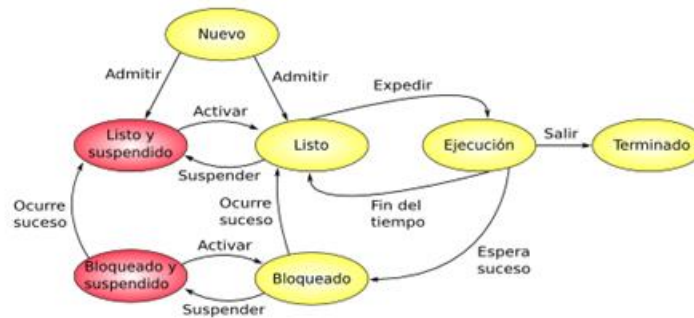 Nuevo
Admitir
Admitir
Expedir
Activar
Listo y
suspendido
Listo
Ejecución
Salir
Terminado
Suspender
Fin del
tiempo
Ocurre
suceso
Ocurre
suceso
Espera
suceso
Activar
Bloqueado y
suspendido
Bloqueado
Suspender